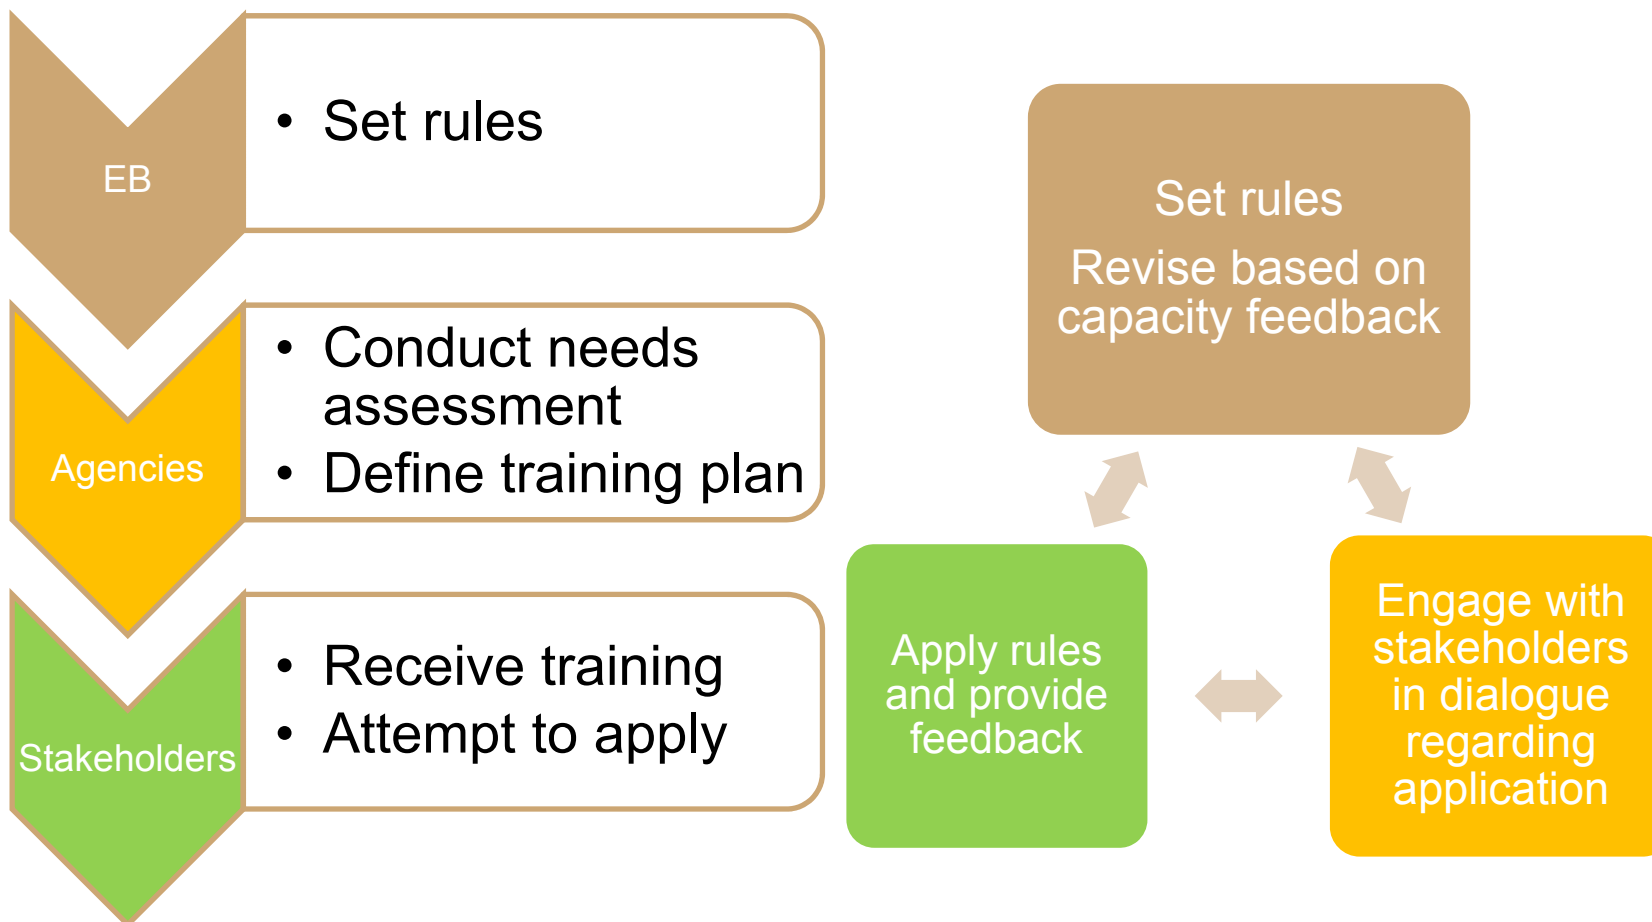 EB
• Set rules
Agencies
• Conduct needs
assessment
• Define training plan
Stakeholders
• Receive training
• Attempt to apply
Set rules
Revise based on
capacity feedback
Apply rules
and provide
feedback
Engage with
stakeholders
in dialogue
regarding
application